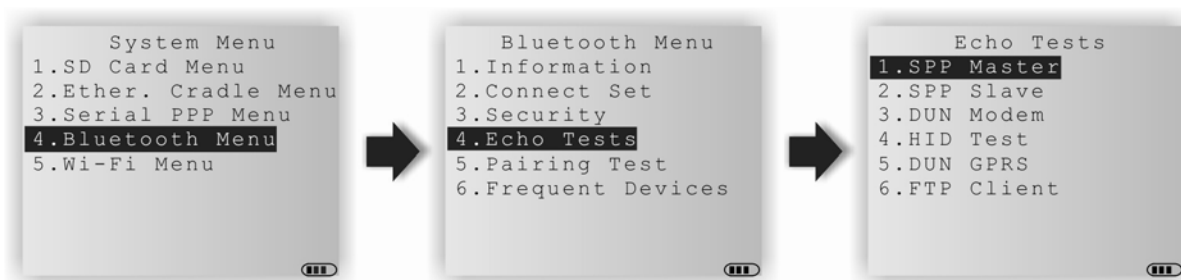 System Menu
1.SD Card Menu
2.Ether. Cradle Menu
3.Serial PPP Menu
4.Bluetooth Menu
5.Wi-Fi Menu
Bluetooth Menu
1.Information
2.Connect Set
3.Security
4.Echo Tests
5.Pairing Test
6.Frequent Devices
Echo Tests
1.SPP Master
2.SPP Slave
3.DUN Modem
4.HID Test
5.DUN GPRS
6.FTP Client